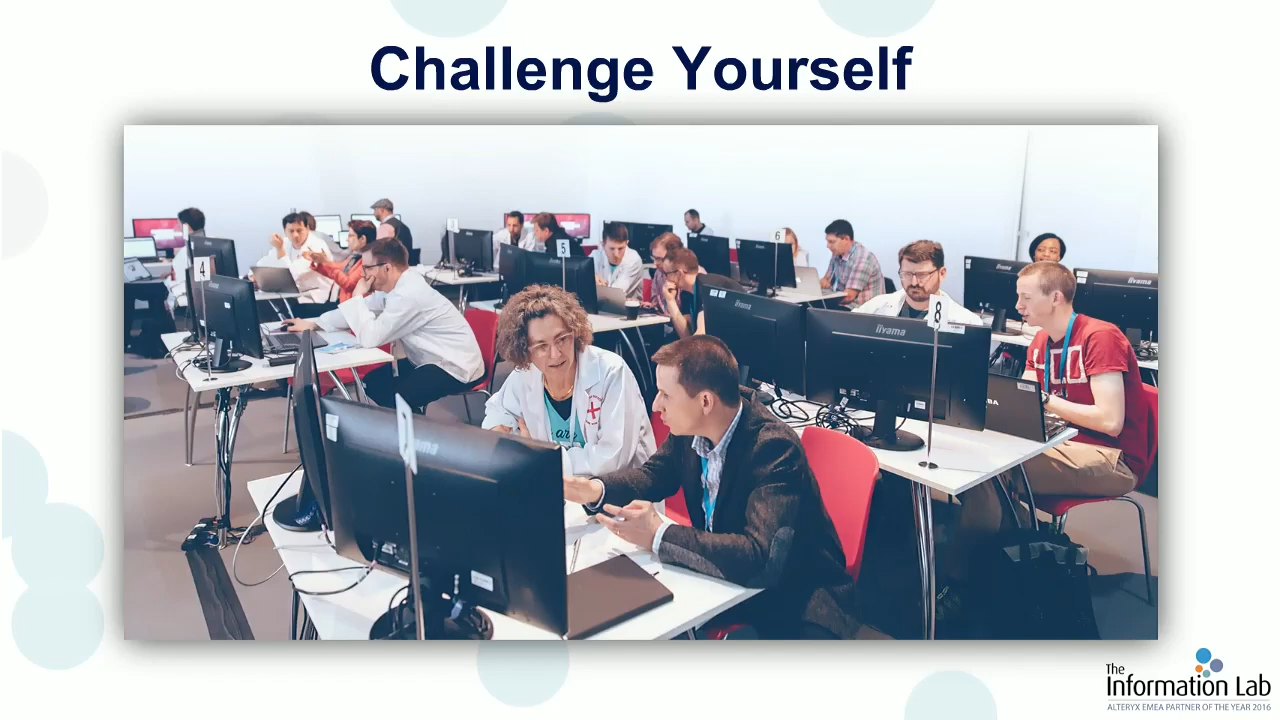 Challenge Yourself
4
5
6
8
iiyama
iiyama
iiyama
iiyama
The
Information Lab
ALTERYX EMEA PARTNER OF THE YEAR 2016